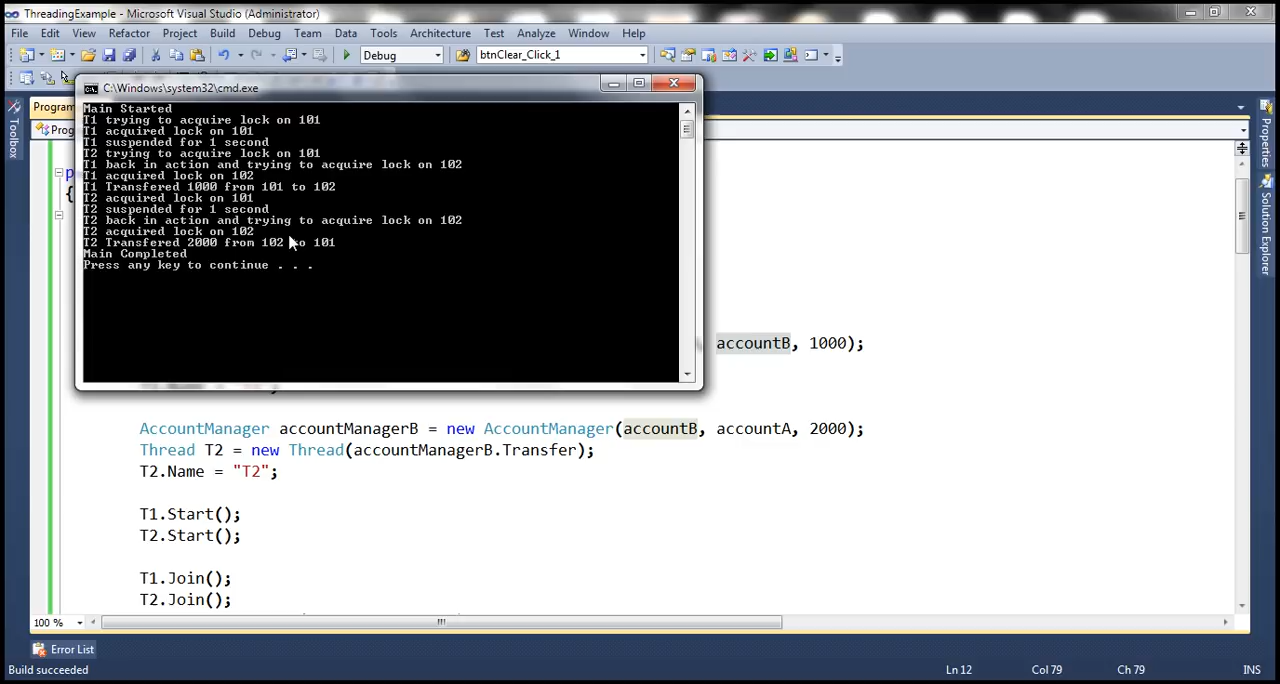 ThreadingExample - Microsoft Visual Studio (Administrator)
File Edit View Refactor Project Build Debug Team Data Tools Architecture Test Analyze Window Help
Debug btnClear_Click_1
C:\Windows\system32\cmd.exe
Main Started
T1 trying to acquire lock on 101
T1 acquired lock on 101
T1 suspended for 1 second
T2 trying to acquire lock on 101
T1 back in action and trying to acquire lock on 102
T1 acquired lock on 102
T1 Transfered 1000 from 101 to 102
T2 acquired lock on 101
T2 suspended for 1 second
T2 back in action and trying to acquire lock on 102
T2 acquired lock on 102
T2 Transfered 2000 from 102 to 101
Main Completed
Press any key to continue . . .
Toolbox
Program
Prog
p
{
Properties
Solution Explorer
accountB, 1000);
AccountManager accountManagerB = new AccountManager(accountB, accountA, 2000);
Thread T2 = new Thread(accountManagerB.Transfer);
T2.Name = "T2";
T1.Start();
T2.Start();
T1.Join();
T2.Join();
100 %
Error List
Build succeeded Ln 12 Col 79 Ch 79 INS